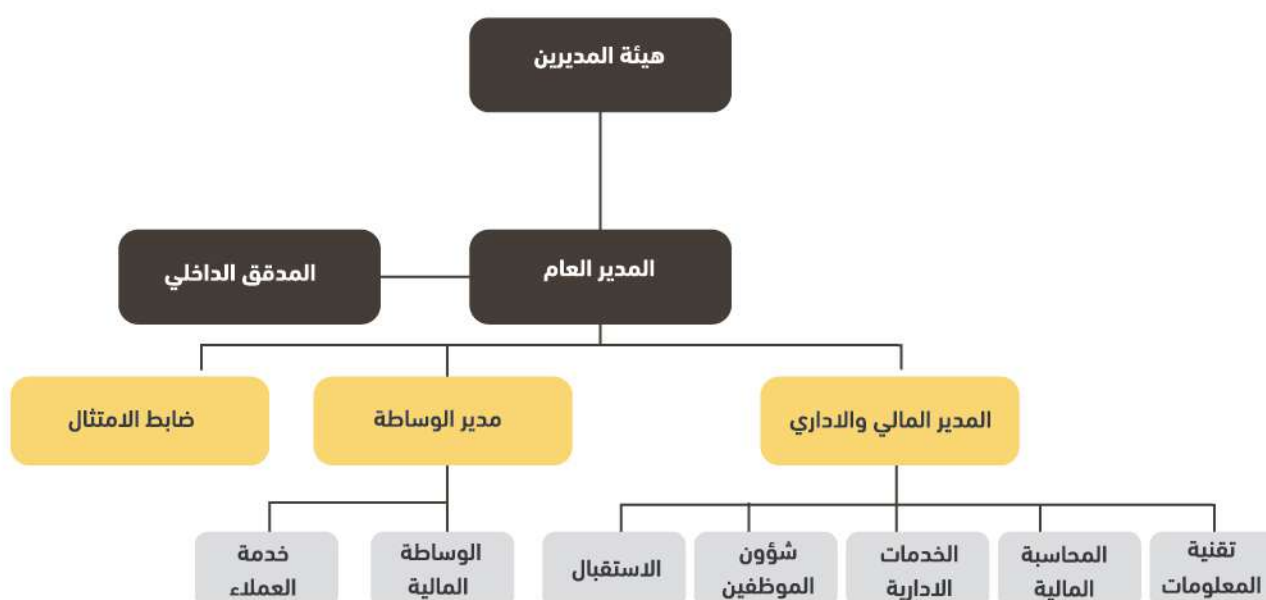 هيئة المديرين
المدير العام
المدقق الداخلي
المدير المالي والاداري
مدير الوساطة
ضابط الامتثال
تقنية
المعلومات
المحاسبة
المالية
الخدمات
الادارية
شؤون
الموظفين
الاستقبال
الوساطة
المالية
خدمة
العملاء